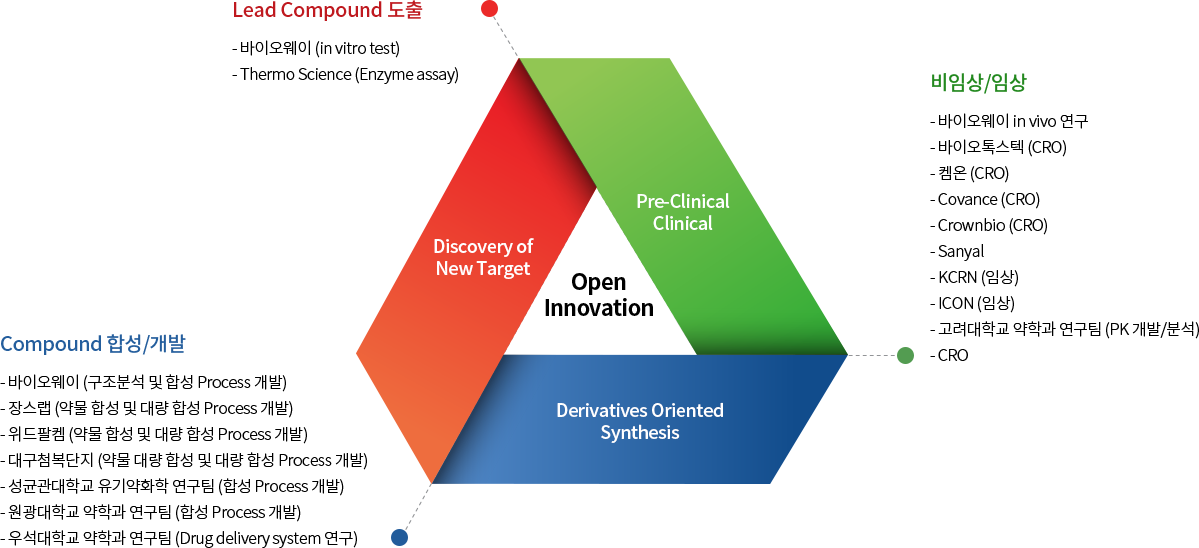 Lead Compound 도출
- 바이오웨이 (in vitro test)
- Thermo Science (Enzyme assay)
비임상/임상
- 바이오웨이 in vivo 연구
- 바이오톡스텍 (CRO)
- 켐온 (CRO)
- Covance (CRO)
- Crownbio (CRO)
- Sanyal
- KCRN (임상)
- ICON (임상)
- 고려대학교 약학과 연구팀 (PK 개발/분석)
- CRO
Pre-Clinical
Clinical
Discovery of
New Target
Open
Innovation
Derivatives Oriented
Synthesis
Compound 합성/개발
- 바이오웨이 (구조분석 및 합성 Process 개발)
- 장스랩 (약물 합성 및 대량 합성 Process 개발)
- 위드팔켐 (약물 합성 및 대량 합성 Process 개발)
- 대구첨복단지 (약물 대량 합성 및 대량 합성 Process 개발)
- 성균관대학교 유기약화학 연구팀 (합성 Process 개발)
- 원광대학교 약학과 연구팀 (합성 Process 개발)
- 우석대학교 약학과 연구팀 (Drug delivery system 연구)